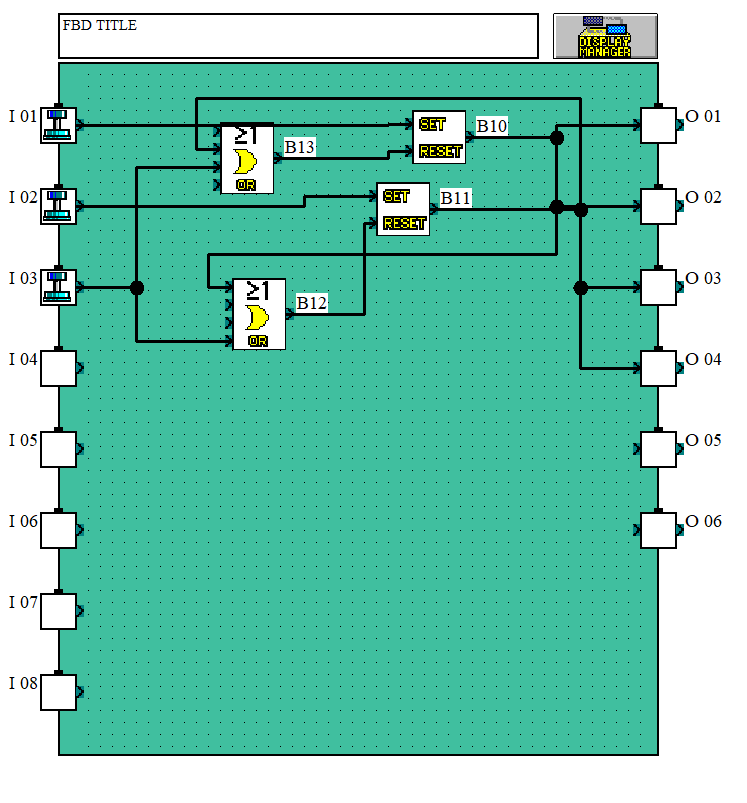 FBD TITLE
DISPLAY
MANAGER
I 01
≥1
OR
B13
SET
RESET
B10
O 01
I 02
SET
RESET
B11
O 02
I 03
≥1
OR
B12
O 03
I 04
O 04
I 05
O 05
I 06
O 06
I 07
I 08